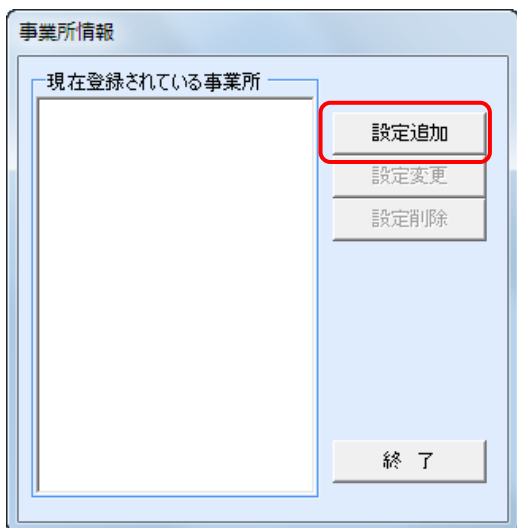 事業所情報
現在登録されている事業所
設定追加
設定変更
設定削除
終 了